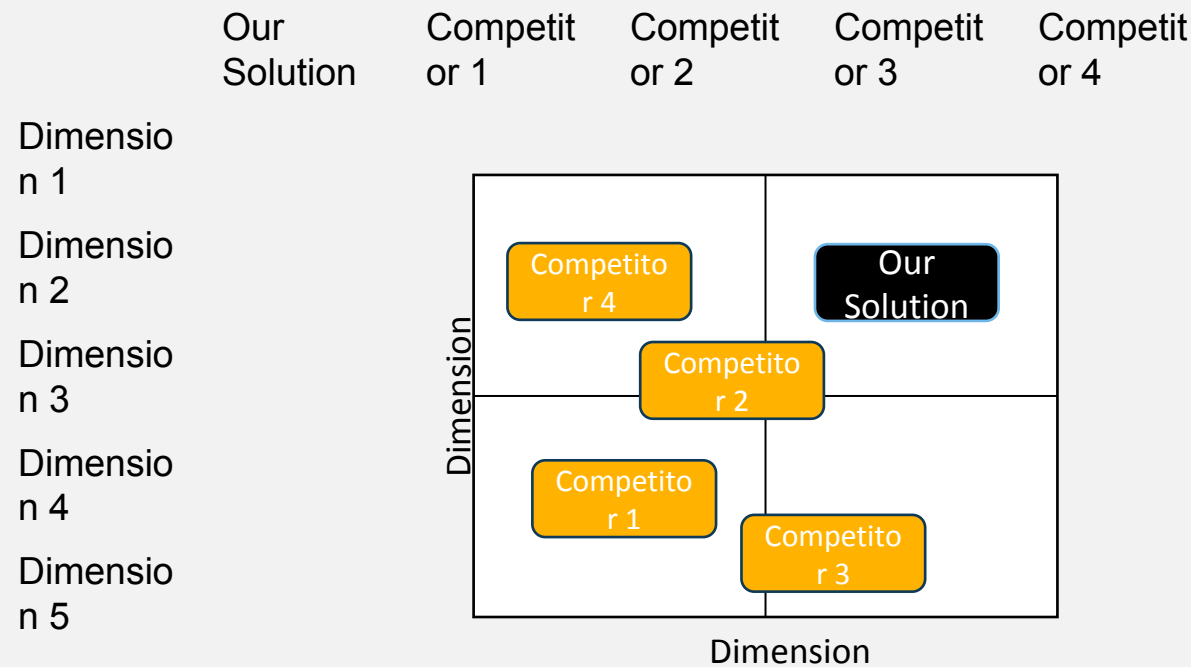 Our
Solution
Competit
or 1
Competit
or 2
Competit
or 3
Competit
or 4
Dimensio
n 1
Dimensio
n 2
Dimensio
n 3
Dimensio
n 4
Dimensio
n 5
Dimension
Competito
r 4
Our
Solution
Competito
r 2
Competito
r 1
Competito
r 3
Dimension